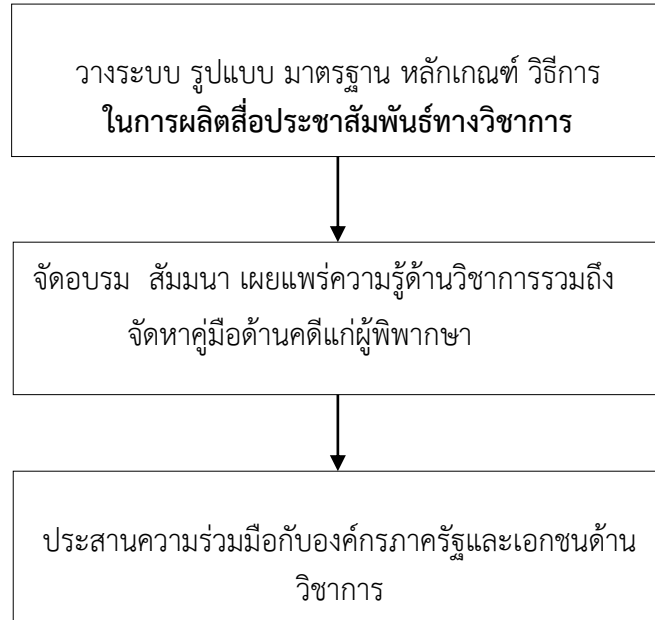 วางระบบ รูปแบบ มาตรฐาน หลักเกณฑ์ วิธีการ
ในการผลิตสื่อประชาสัมพันธ์ทางวิชาการ
จัดอบรม สัมมนา เผยแพร่ความรู้ด้านวิชาการรวมถึง
จัดหาคู่มือด้านคดีแก่ผู้พิพากษา
ประสานความร่วมมือกับองค์กรภาครัฐและเอกชนด้าน
วิชาการ